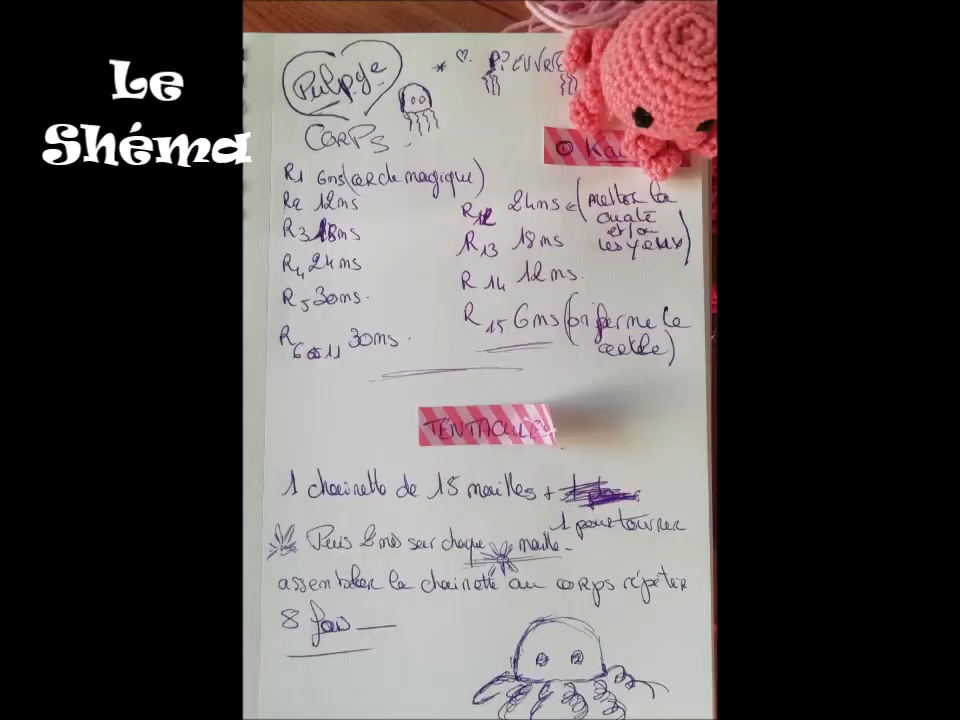 Le
Shéma
Pulpye
* ♡ PIEUVRE
CORPS.
R1 6ms (cercle magique)
R2 12ms
R3 18ms
R4 24ms
R5 30ms.
R6 à 11 30ms.
R12 24ms (mettre la
ouate
et/ou
les yeux)
R13 18ms
R14 12ms.
R15 6ms (on ferme le
cercle)
TENTACULES
1 chainette de 15 mailles +
1 pour tourner
Puis 2ms sur chaque maille.
assembler la chainette au corps répéter
8 fois